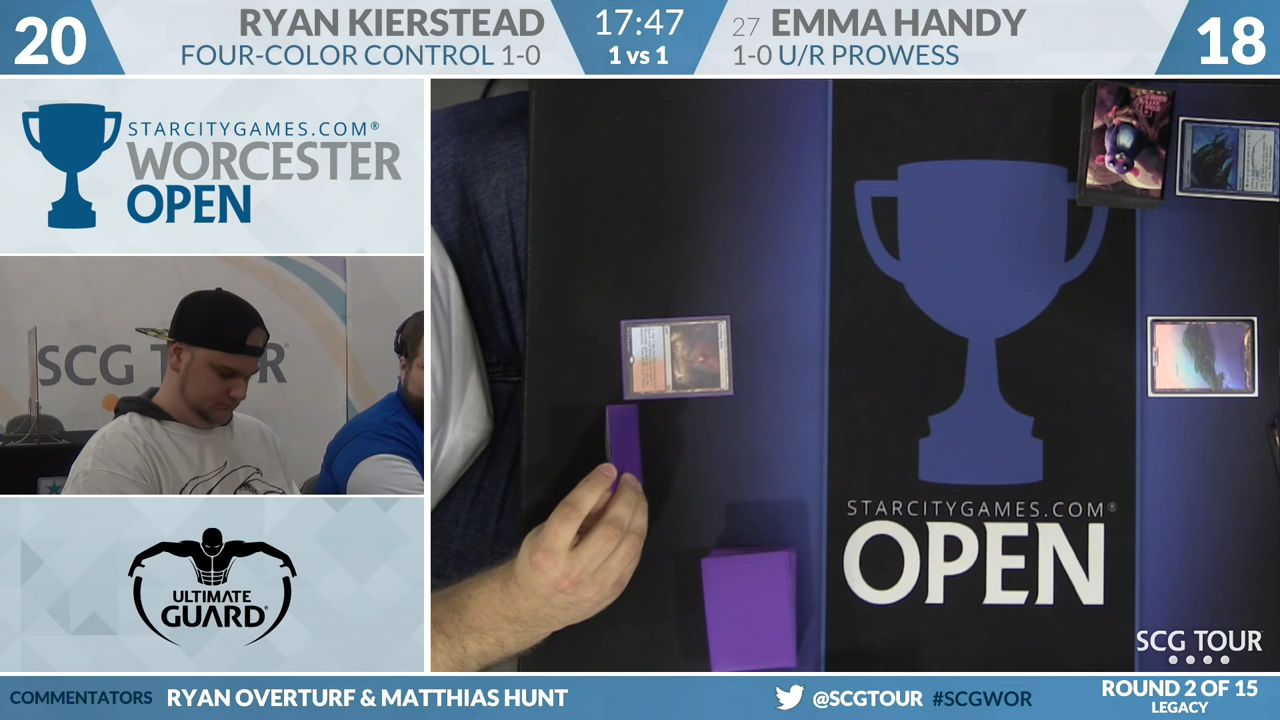 20
RYAN KIERSTEAD
FOUR-COLOR CONTROL 1-0
17:47
1 vs 1
27 EMMA HANDY
1-0 U/R PROWESS
18
STARCITYGAMES.COM®
WORCESTER
OPEN
SCG TOUR
ULTIMATE
GUARD®
STARCITYGAMES.COM®
OPEN
SCG TOUR
COMMENTATORS RYAN OVERTURF & MATTHIAS HUNT
@SCGTOUR #SCGWOR
ROUND 2 OF 15
LEGACY